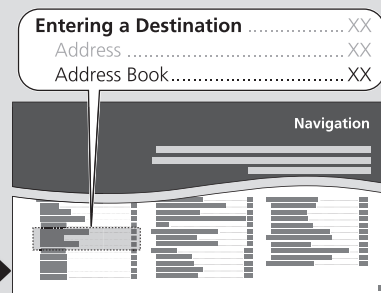 Entering a Destination ................ XX
Address ................................ XX
Address Book............................ XX
Navigation